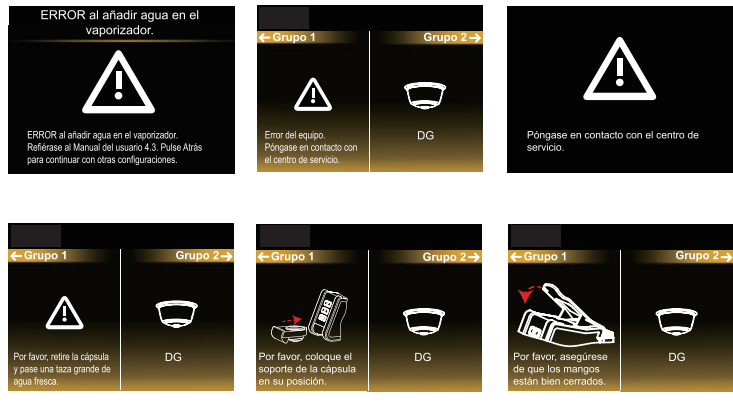 ERROR al añadir agua en el
vaporizador.
ERROR al añadir agua en el vaporizador.
Refiérase al Manual del usuario 4.3. Pulse Atrás
para continuar con otras configuraciones.
Grupo 1
Grupo 2
Error del equipo.
Póngase en contacto con
el centro de servicio.
DG
Póngase en contacto con el centro de
servicio.
Grupo 1
Grupo 2
Por favor, retire la cápsula
y pase una taza grande de
agua fresca.
DG
Grupo 1
Grupo 2
Por favor, coloque el
soporte de la cápsula
en su posición.
DG
Grupo 1
Grupo 2
Por favor, asegúrese
de que los mangos
están bien cerrados.
DG